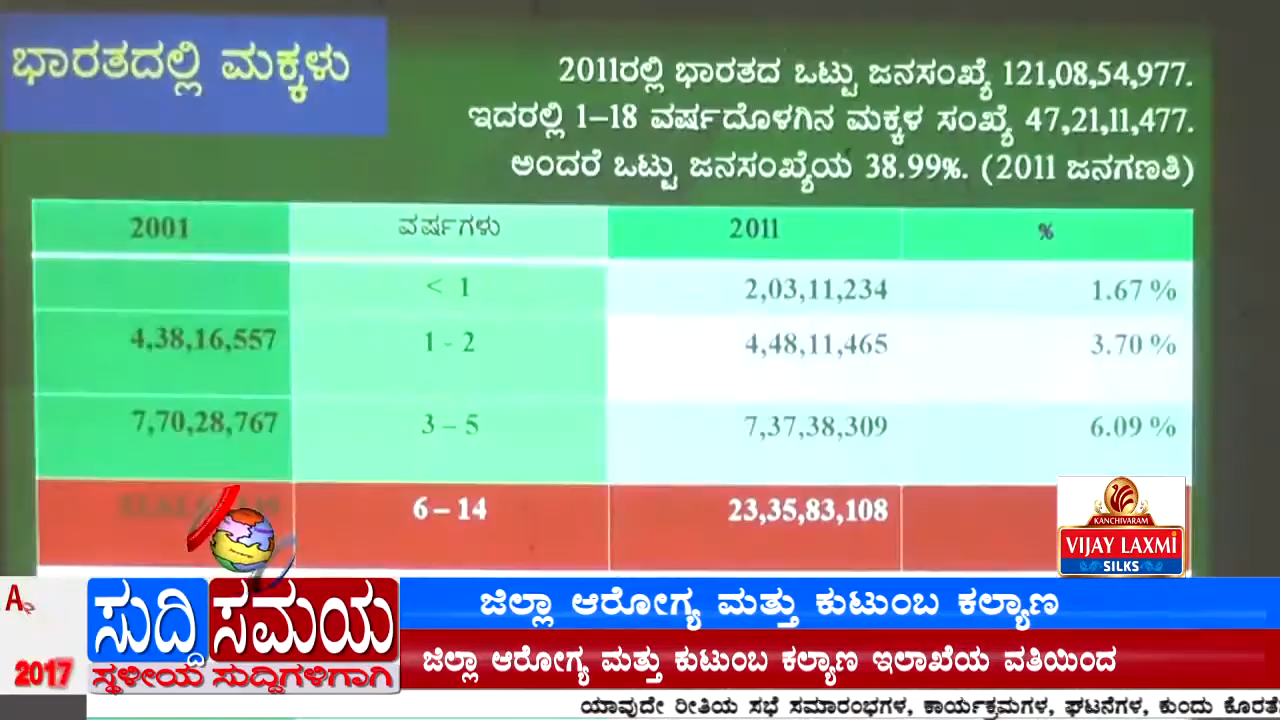 ಭಾರತದಲ್ಲಿ ಮಕ್ಕಳು
2011ರಲ್ಲಿ ಭಾರತದ ಒಟ್ಟು ಜನಸಂಖ್ಯೆ 121,08,54,977.
ಇದರಲ್ಲಿ 1-18 ವರ್ಷದೊಳಗಿನ ಮಕ್ಕಳ ಸಂಖ್ಯೆ 47,21,11,477.
ಅಂದರೆ ಒಟ್ಟು ಜನಸಂಖ್ಯೆಯ 38.99%. (2011 ಜನಗಣತಿ)
2001 ವರ್ಷಗಳು 2011 %
< 1 2,03,11,234 1.67 %
4,38,16,557 1 - 2 4,48,11,465 3.70 %
7,70,28,767 3 – 5 7,37,38,309 6.09 %
6 – 14 23,35,83,108
KANCHIVARAM
VIJAY LAXMI
SILKS
ಸುದ್ದಿ ಸಮಯ
ಸ್ಥಳೀಯ ಸುದ್ದಿಗಳಿಗಾಗಿ
2017
ಜಿಲ್ಲಾ ಆರೋಗ್ಯ ಮತ್ತು ಕುಟುಂಬ ಕಲ್ಯಾಣ
ಜಿಲ್ಲಾ ಆರೋಗ್ಯ ಮತ್ತು ಕುಟುಂಬ ಕಲ್ಯಾಣ ಇಲಾಖೆಯ ವತಿಯಿಂದ
ಯಾವುದೇ ರೀತಿಯ ಸಭೆ ಸಮಾರಂಭಗಳ, ಕಾರ್ಯಕ್ರಮಗಳ, ಘಟನೆಗಳ, ಕುಂದು ಕೊರತೆ